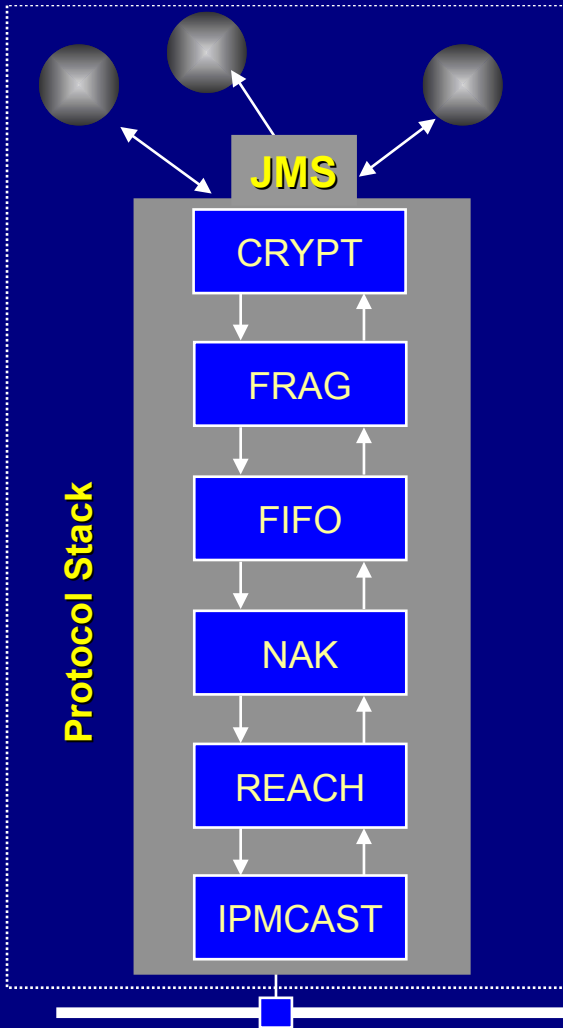 JMS
CRYPT
FRAG
FIFO
NAK
REACH
IPMCAST
Protocol Stack